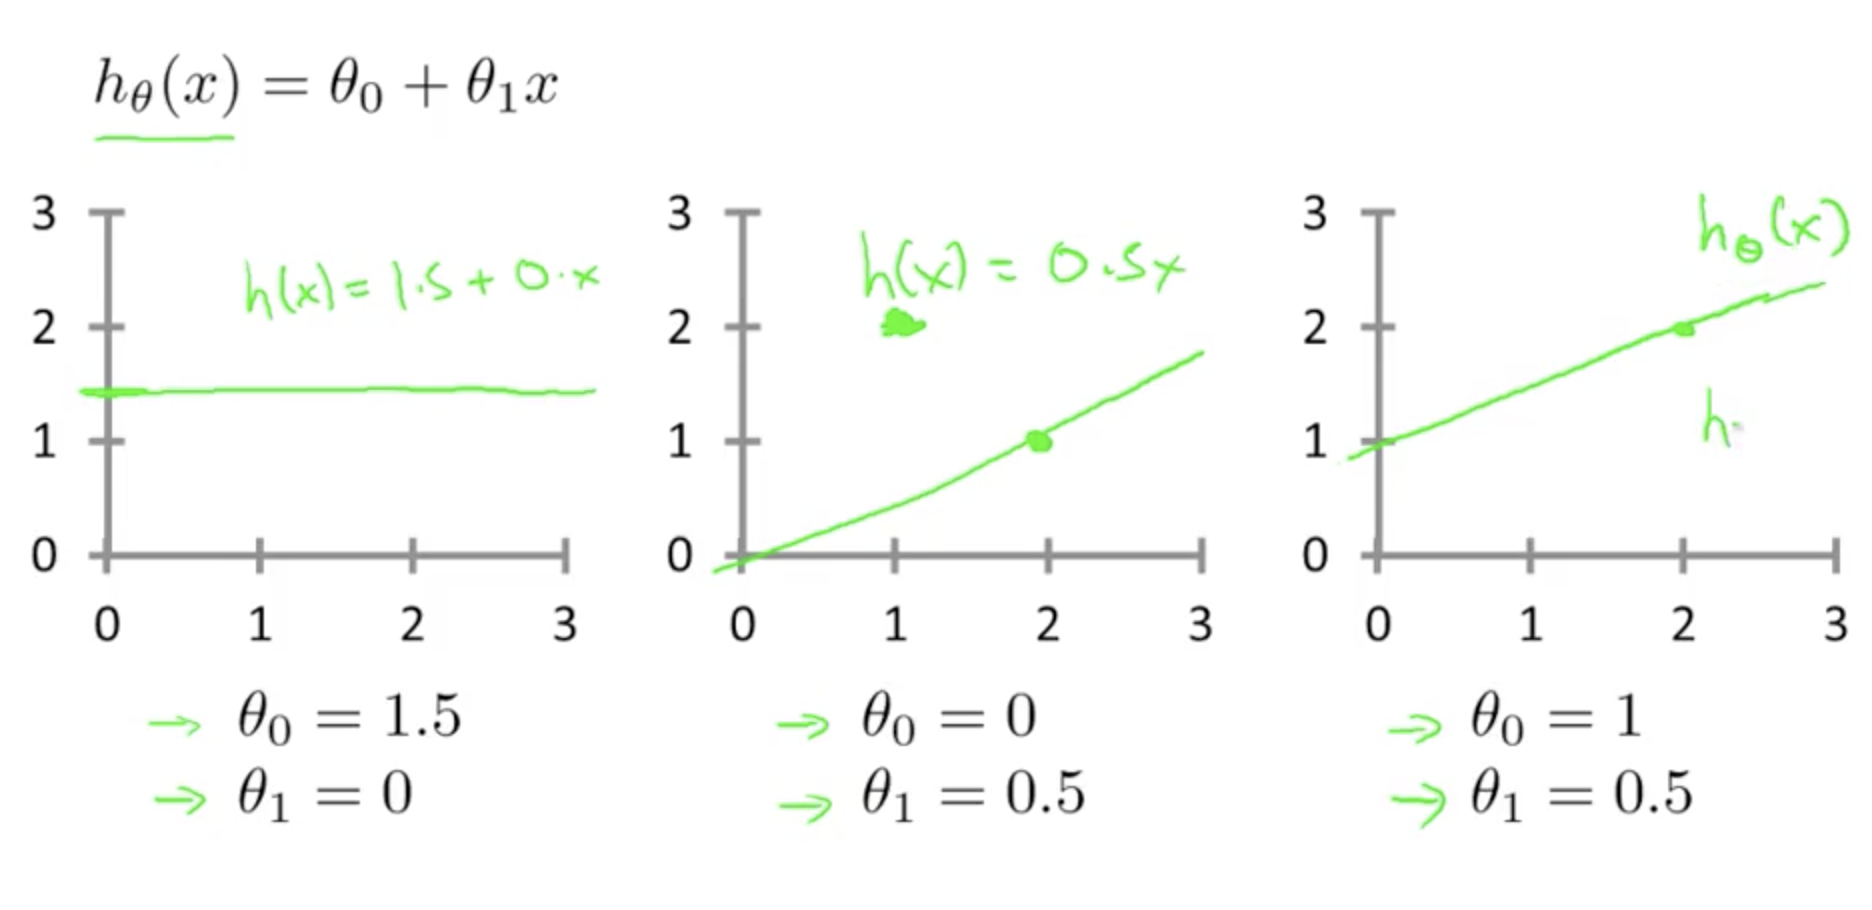 h_θ(x) = θ₀ + θ₁x
3
2
1
0
0 1 2 3
h(x) = 1.5 + 0·x
→ θ₀ = 1.5
→ θ₁ = 0
3
2
1
0
0 1 2 3
h(x) = 0.5x
→ θ₀ = 0
→ θ₁ = 0.5
3
2
1
0
0 1 2 3
h_θ(x)
h
→ θ₀ = 1
→ θ₁ = 0.5